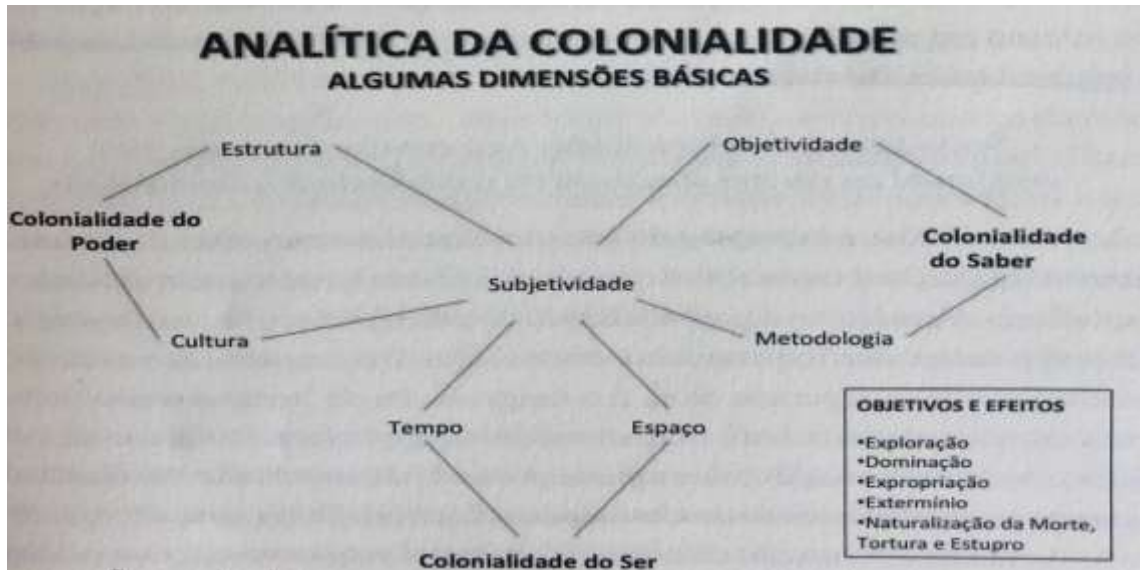 ANALÍTICA DA COLONIALIDADE
ALGUMAS DIMENSÕES BÁSICAS
Estrutura
Objetividade
Colonialidade do
Poder
Colonialidade
do Saber
Subjetividade
Cultura
Metodologia
Tempo
Espaço
OBJETIVOS E EFEITOS
*Exploração
*Dominação
*Expropriação
*Extermínio
*Naturalização da Morte,
Tortura e Estupro
Colonialidade do Ser